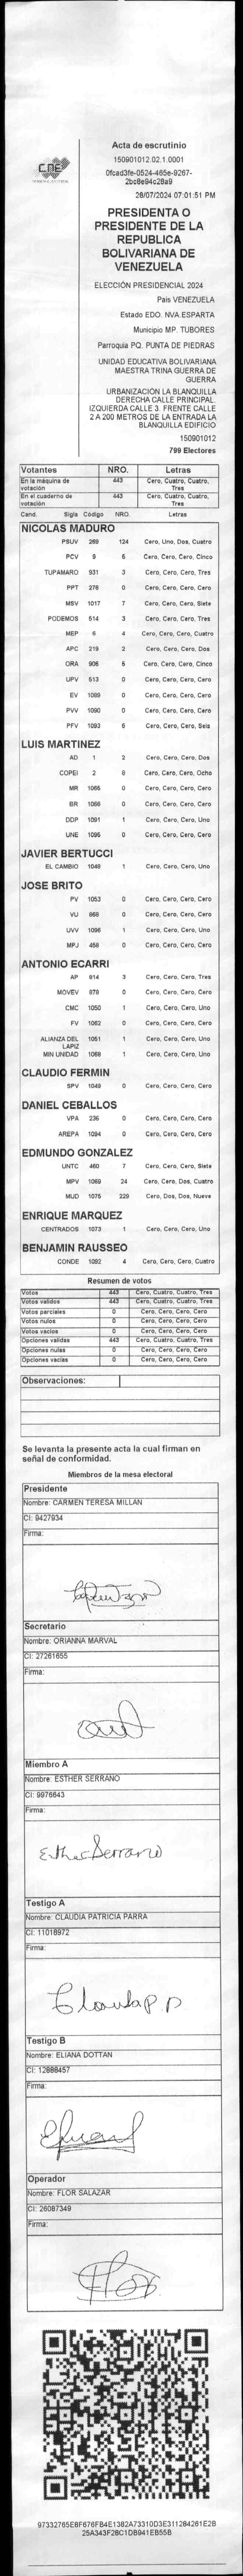 CNE
Acta de escrutinio
150901012.02.1.0001
0fcad3fe-0524-465e-9267-
2bc8e94c28a9
28/07/2024 07:01:51 PM
PRESIDENTA O
PRESIDENTE DE LA
REPUBLICA
BOLIVARIANA DE
VENEZUELA
ELECCIÓN PRESIDENCIAL 2024
Pais VENEZUELA
Estado EDO. NVA.ESPARTA
Municipio MP. TUBORES
Parroquia PQ. PUNTA DE PIEDRAS
UNIDAD EDUCATIVA BOLIVARIANA
MAESTRA TRINA GUERRA DE
GUERRA
URBANIZACIÓN LA BLANQUILLA
DERECHA CALLE PRINCIPAL.
IZQUIERDA CALLE 3. FRENTE CALLE
2 A 200 METROS DE LA ENTRADA LA
BLANQUILLA EDIFICIO
150901012
799 Electores
Votantes NRO. Letras
En la máquina de votación 443 Cero, Cuatro, Cuatro, Tres
En el cuaderno de votación 443 Cero, Cuatro, Cuatro, Tres
Cand. Sigla Código NRO. Letras
NICOLAS MADURO
PSUV 269 124 Cero, Uno, Dos, Cuatro
PCV 9 5 Cero, Cero, Cero, Cinco
TUPAMARO 931 3 Cero, Cero, Cero, Tres
PPT 276 0 Cero, Cero, Cero, Cero
MSV 1017 7 Cero, Cero, Cero, Siete
PODEMOS 514 3 Cero, Cero, Cero, Tres
MEP 6 4 Cero, Cero, Cero, Cuatro
APC 219 2 Cero, Cero, Cero, Dos
ORA 906 5 Cero, Cero, Cero, Cinco
UPV 513 0 Cero, Cero, Cero, Cero
EV 1089 0 Cero, Cero, Cero, Cero
PVV 1090 0 Cero, Cero, Cero, Cero
PFV 1093 6 Cero, Cero, Cero, Seis
LUIS MARTINEZ
AD 1 2 Cero, Cero, Cero, Dos
COPEI 2 8 Cero, Cero, Cero, Ocho
MR 1065 0 Cero, Cero, Cero, Cero
BR 1066 0 Cero, Cero, Cero, Cero
DDP 1091 1 Cero, Cero, Cero, Uno
UNE 1095 0 Cero, Cero, Cero, Cero
JAVIER BERTUCCI
EL CAMBIO 1048 1 Cero, Cero, Cero, Uno
JOSE BRITO
PV 1053 0 Cero, Cero, Cero, Cero
VU 969 0 Cero, Cero, Cero, Cero
UVV 1096 1 Cero, Cero, Cero, Uno
MPJ 458 0 Cero, Cero, Cero, Cero
ANTONIO ECARRI
AP 914 3 Cero, Cero, Cero, Tres
MOVEV 978 0 Cero, Cero, Cero, Cero
CMC 1050 1 Cero, Cero, Cero, Uno
FV 1062 0 Cero, Cero, Cero, Cero
ALIANZA DEL LAPIZ 1051 1 Cero, Cero, Cero, Uno
MIN UNIDAD 1068 1 Cero, Cero, Cero, Uno
CLAUDIO FERMIN
SPV 1049 0 Cero, Cero, Cero, Cero
DANIEL CEBALLOS
VPA 236 0 Cero, Cero, Cero, Cero
AREPA 1094 0 Cero, Cero, Cero, Cero
EDMUNDO GONZALEZ
UNTC 460 7 Cero, Cero, Cero, Siete
MPV 1069 24 Cero, Cero, Dos, Cuatro
MUD 1075 229 Cero, Dos, Dos, Nueve
ENRIQUE MARQUEZ
CENTRADOS 1073 1 Cero, Cero, Cero, Uno
BENJAMIN RAUSSEO
CONDE 1092 4 Cero, Cero, Cero, Cuatro
Resumen de votos
Votos 443 Cero, Cuatro, Cuatro, Tres
Votos validos 443 Cero, Cuatro, Cuatro, Tres
Votos parciales 0 Cero, Cero, Cero, Cero
Votos nulos 0 Cero, Cero, Cero, Cero
Votos vacios 0 Cero, Cero, Cero, Cero
Opciones validas 443 Cero, Cuatro, Cuatro, Tres
Opciones nulas 0 Cero, Cero, Cero, Cero
Opciones vacias 0 Cero, Cero, Cero, Cero
Observaciones:
Se levanta la presente acta la cual firman en
señal de conformidad.
Miembros de la mesa electoral
Presidente
Nombre: CARMEN TERESA MILLAN
CI: 9427934
Firma:
Secretario
Nombre: ORIANNA MARVAL
CI: 27261655
Firma:
Miembro A
Nombre: ESTHER SERRANO
CI: 9976643
Firma:
Esther Serrano
Testigo A
Nombre: CLAUDIA PATRICIA PARRA
CI: 11018972
Firma:
Testigo B
Nombre: ELIANA DOTTAN
CI: 12888457
Firma:
Operador
Nombre: FLOR SALAZAR
CI: 26087349
Firma:
97332765EBF676FB4E1382A73310D3E311284261E2B
25A343F28C1DB941EB55B